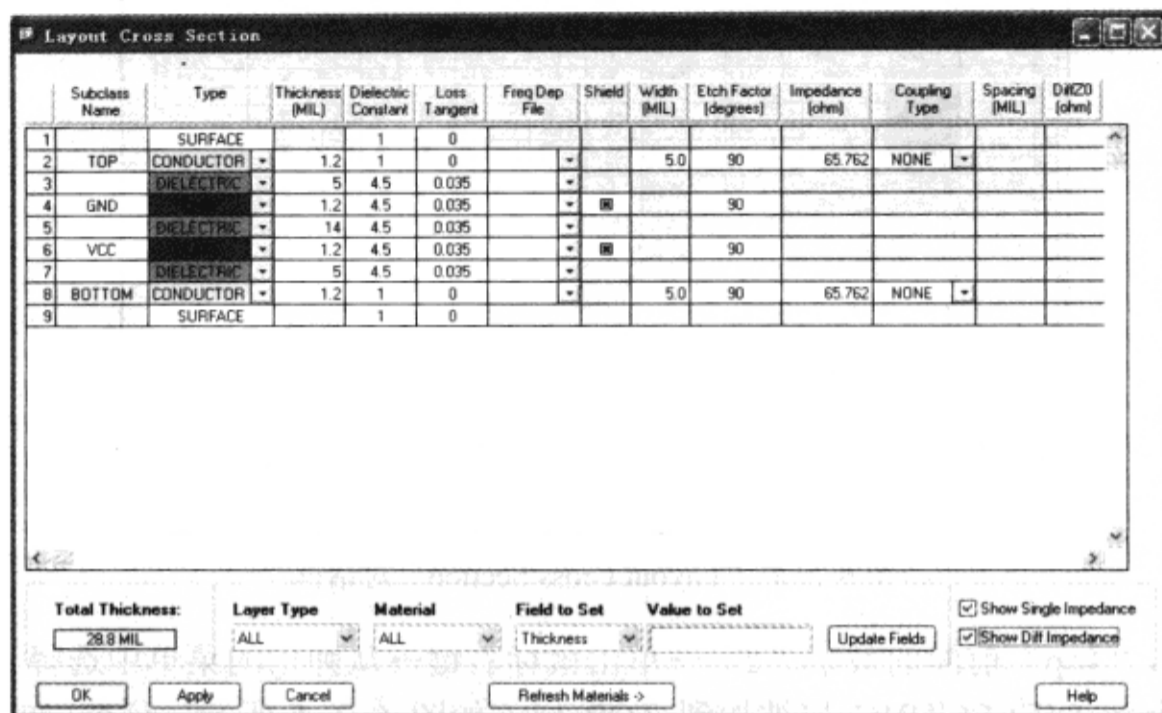 Layout Cross Section
Subclass Name Type Thickness (MIL) Dielectric Constant Loss Tangent Freq Dep File Shield Width (MIL) Etch Factor (degrees) Impedance (ohm) Coupling Type Spacing (MIL) DiffZ0 (ohm)
1 SURFACE 1 0
2 TOP CONDUCTOR 1.2 1 0 5.0 90 65.762 NONE
3 DIELECTRIC 5 4.5 0.035
4 GND 1.2 4.5 0.035 90
5 DIELECTRIC 14 4.5 0.035
6 VCC 1.2 4.5 0.035 90
7 DIELECTRIC 5 4.5 0.035
8 BOTTOM CONDUCTOR 1.2 1 0 5.0 90 65.762 NONE
9 SURFACE 1 0
Total Thickness: Layer Type Material Field to Set Value to Set Show Single Impedance
28.8 MIL ALL ALL Thickness Update Fields Show Diff Impedance
OK Apply Cancel Refresh Materials -> Help